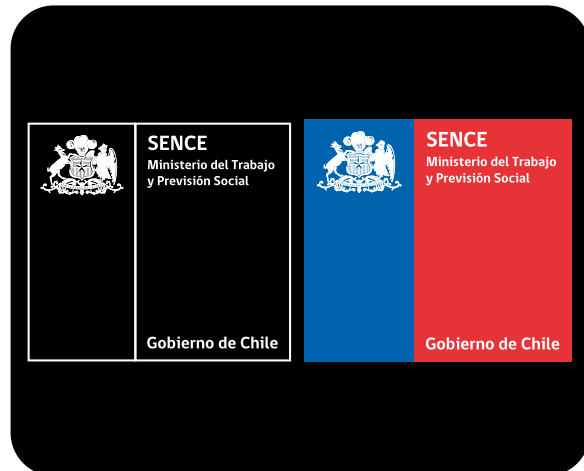 SENCE
Ministerio del Trabajo
y Previsión Social
Gobierno de Chile
SENCE
Ministerio del Trabajo
y Previsión Social
Gobierno de Chile